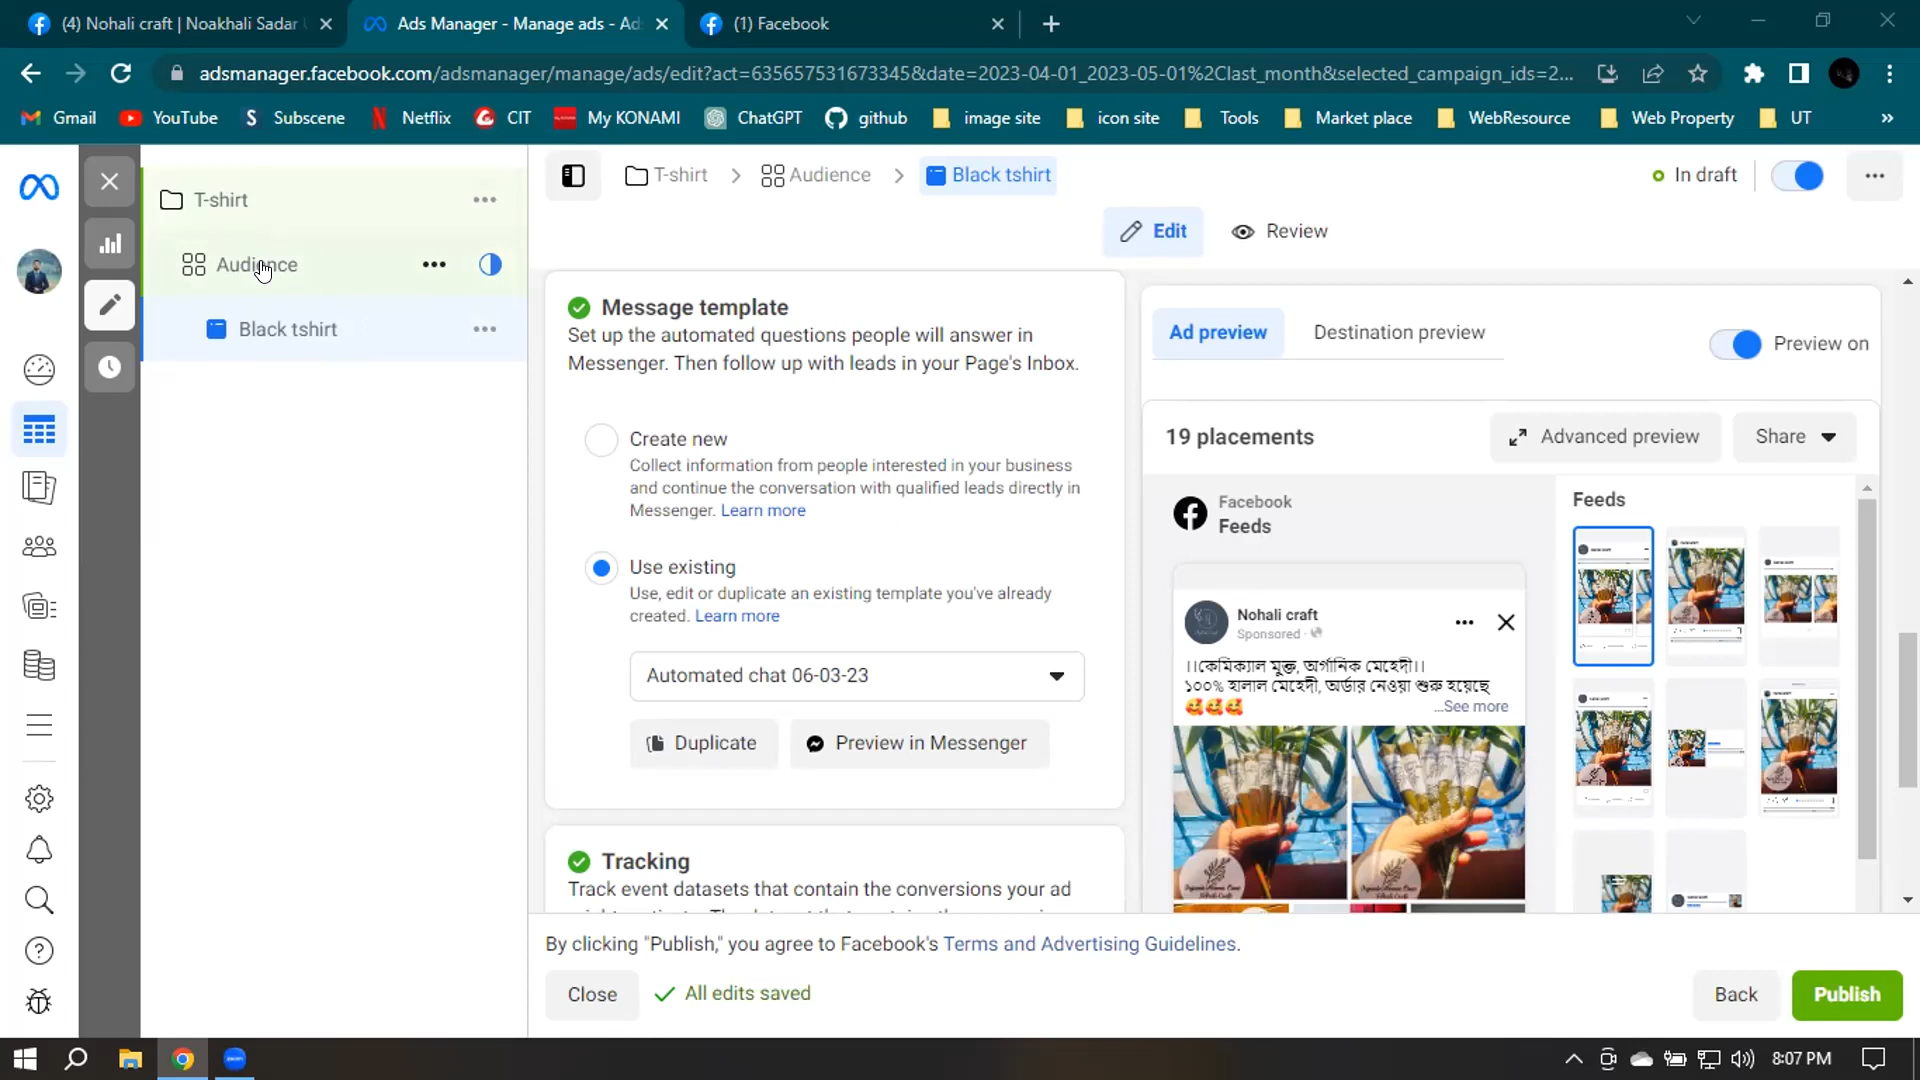 (4) Nohali craft | Noakhali Sadar
Ads Manager - Manage ads - Ad
(1) Facebook
adsmanager.facebook.com/adsmanager/manage/ads/edit?act=635657531673345&date=2023-04-01_2023-05-01%2Clast_month&selected_campaign_ids=2...
Gmail YouTube Subscene Netflix CIT My KONAMI ChatGPT github image site icon site Tools Market place WebResource Web Property UT »
T-shirt
Audience
Black tshirt
T-shirt > Audience > Black tshirt
In draft
Edit
Review
Message template
Set up the automated questions people will answer in
Messenger. Then follow up with leads in your Page's Inbox.
Create new
Collect information from people interested in your business
and continue the conversation with qualified leads directly in
Messenger. Learn more
Use existing
Use, edit or duplicate an existing template you've already
created. Learn more
Automated chat 06-03-23
Duplicate
Preview in Messenger
Tracking
Track event datasets that contain the conversions your ad
Ad preview
Destination preview
Preview on
19 placements
Advanced preview
Share
Facebook
Feeds
Nohali craft
Sponsored ·
।।কেমিক্যাল মুক্ত, অর্গানিক মেহেদী।।
১০০% হালাল মেহেদী, অর্ডার নেওয়া শুরু হয়েছে
🥰🥰🥰
...See more
Feeds
By clicking "Publish," you agree to Facebook's Terms and Advertising Guidelines.
Close
All edits saved
Back
Publish
8:07 PM